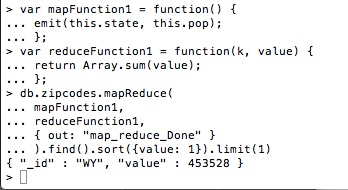 > var mapFunction1 = function() {
... emit(this.state, this.pop);
... };
> var reduceFunction1 = function(k, value) {
... return Array.sum(value);
... };
> db.zipcodes.mapReduce(
... mapFunction1,
... reduceFunction1,
... { out: "map_reduce_Done" }
... ).find().sort({value: 1}).limit(1)
{ "_id" : "WY", "value" : 453528 }
>